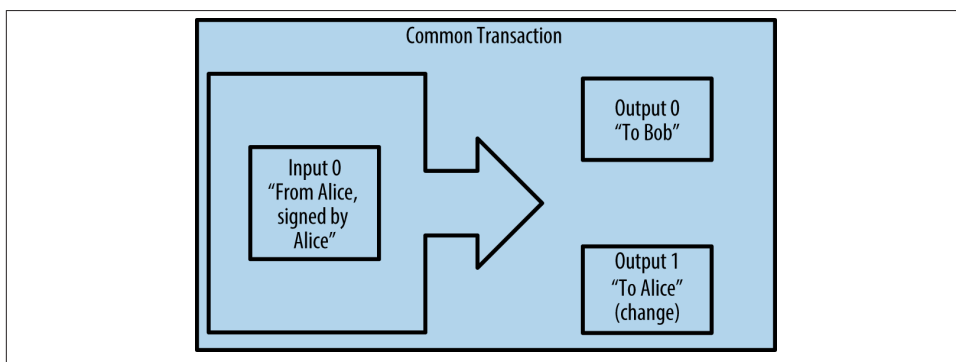 Common Transaction
Input 0
“From Alice,
signed by
Alice”
Output 0
“To Bob”
Output 1
“To Alice”
(change)